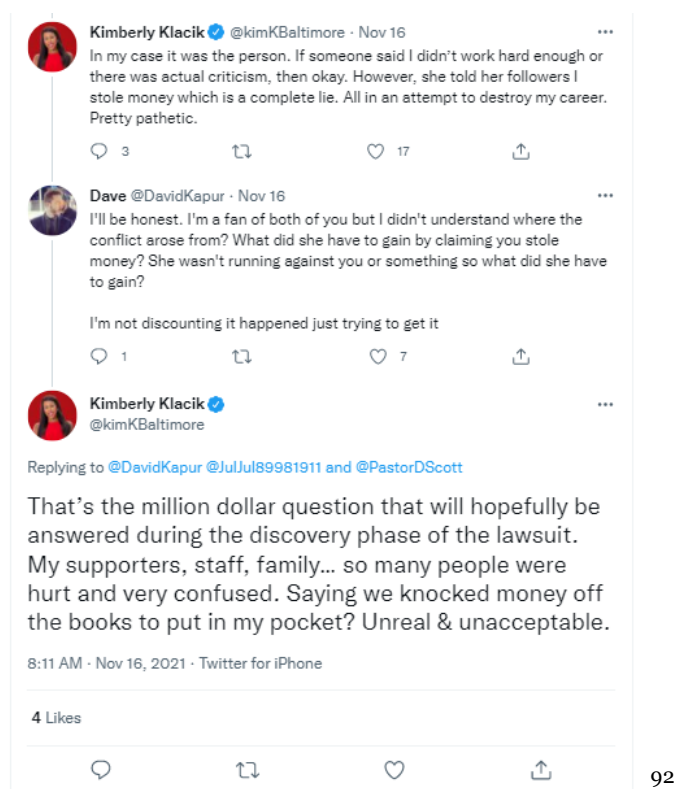 Kimberly Klacik @kimKBaltimore · Nov 16
In my case it was the person. If someone said I didn't work hard enough or
there was actual criticism, then okay. However, she told her followers I
stole money which is a complete lie. All in an attempt to destroy my career.
Pretty pathetic.
3 17
Dave @DavidKapur · Nov 16
I'll be honest. I'm a fan of both of you but I didn't understand where the
conflict arose from? What did she have to gain by claiming you stole
money? She wasn't running against you or something so what did she have
to gain?
I'm not discounting it happened just trying to get it
1 7
Kimberly Klacik
@kimKBaltimore
Replying to @DavidKapur @JulJul89981911 and @PastorDScott
That's the million dollar question that will hopefully be
answered during the discovery phase of the lawsuit.
My supporters, staff, family... so many people were
hurt and very confused. Saying we knocked money off
the books to put in my pocket? Unreal & unacceptable.
8:11 AM · Nov 16, 2021 · Twitter for iPhone
4 Likes
92